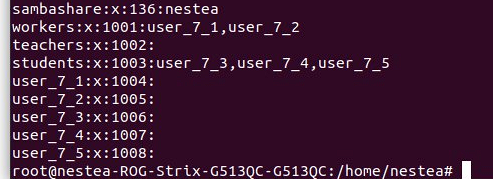 sambashare:x:136:nestea
workers:x:1001:user_7_1,user_7_2
teachers:x:1002:
students:x:1003:user_7_3,user_7_4,user_7_5
user_7_1:x:1004:
user_7_2:x:1005:
user_7_3:x:1006:
user_7_4:x:1007:
user_7_5:x:1008:
root@nestea-ROG-Strix-G513QC-G513QC:/home/nestea#